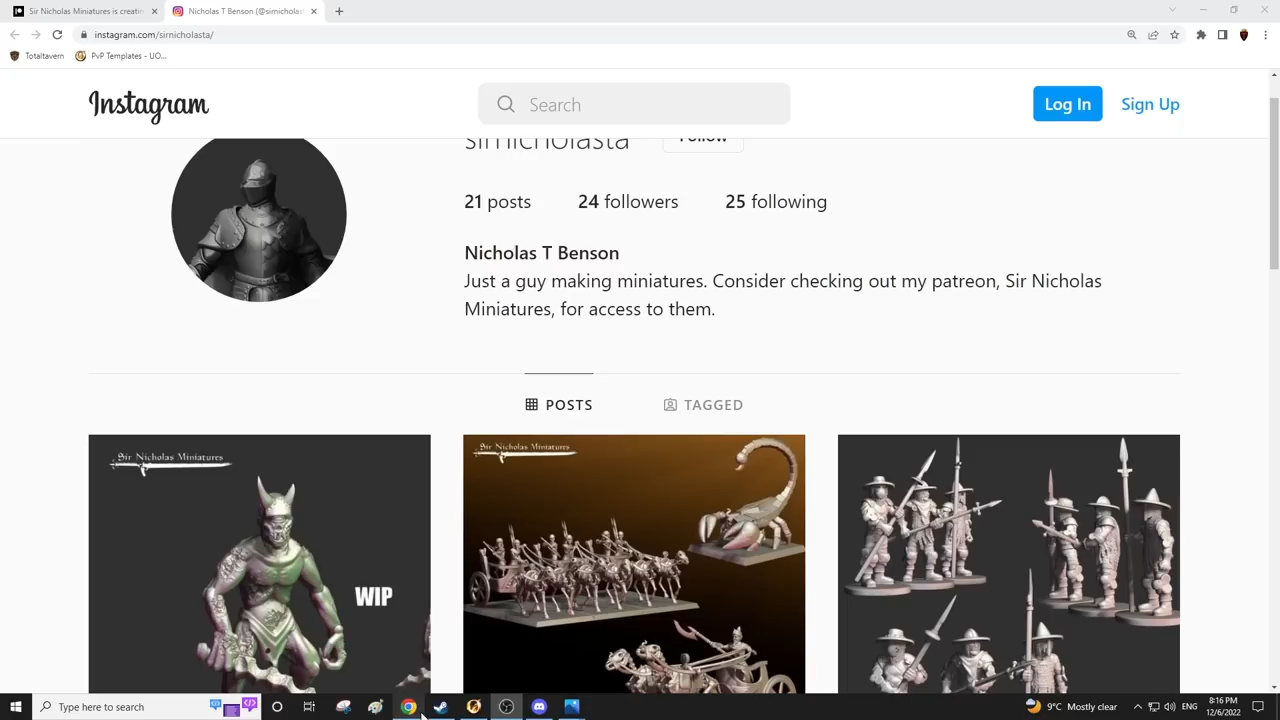 Sir Nicholas Miniatures is creatin
Nicholas T Benson (@sirnicholas
instagram.com/sirnicholasta/
Totaltavern
PvP Templates - UO...
Instagram
Search
Log In
Sign Up
sirnicholasta
Follow
21 posts
24 followers
25 following
Nicholas T Benson
Just a guy making miniatures. Consider checking out my patreon, Sir Nicholas
Miniatures, for access to them.
POSTS
TAGGED
Sir Nicholas Miniatures
WIP
Sir Nicholas Miniatures
Type here to search
9°C Mostly clear
ENG
8:16 PM
12/6/2022